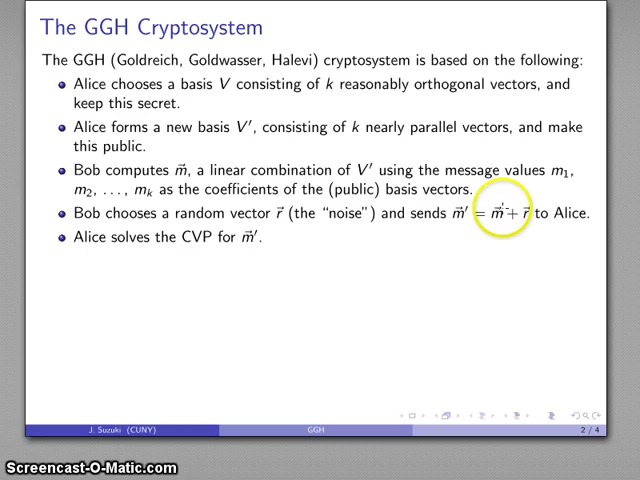 The GGH Cryptosystem
The GGH (Goldreich, Goldwasser, Halevi) cryptosystem is based on the following:
Alice chooses a basis V consisting of k reasonably orthogonal vectors, and
keep this secret.
Alice forms a new basis V′, consisting of k nearly parallel vectors, and make
this public.
Bob computes m⃗, a linear combination of V′ using the message values m₁,
m₂, ..., mₖ as the coefficients of the (public) basis vectors.
Bob chooses a random vector r⃗ (the “noise”) and sends m⃗′ = m⃗ + r⃗ to Alice.
Alice solves the CVP for m⃗′.
J. Suzuki (CUNY) GGH 2 / 4
Screencast-O-Matic.com